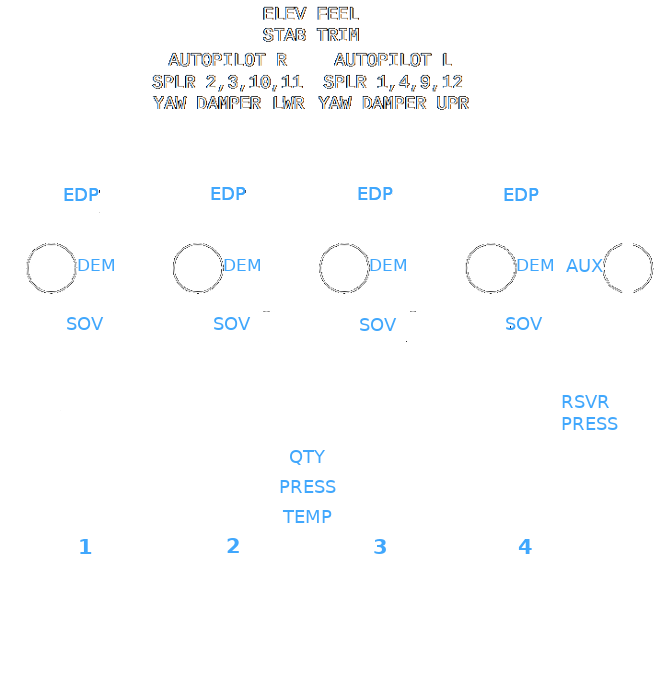 ELEV FEEL
STAB TRIM
AUTOPILOT R AUTOPILOT L
SPLR 2,3,10,11 SPLR 1,4,9,12
YAW DAMPER LWR YAW DAMPER UPR
EDP EDP EDP EDP
DEM DEM DEM DEM AUX
SOV SOV SOV SOV
RSVR
PRESS
QTY
PRESS
TEMP
1 2 3 4